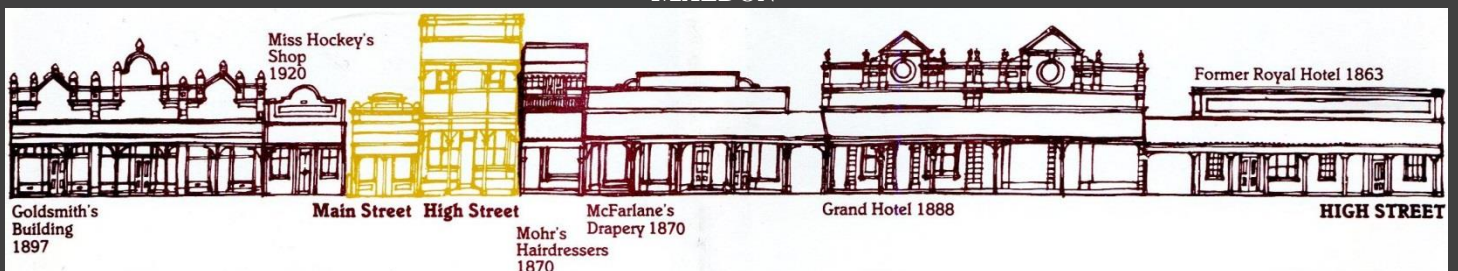 Miss Hockey's
Shop
1920
Former Royal Hotel 1863
Goldsmith's
Building
1897
Main Street High Street
Mohr's
Hairdressers
1870
McFarlane's
Drapery 1870
Grand Hotel 1888
HIGH STREET